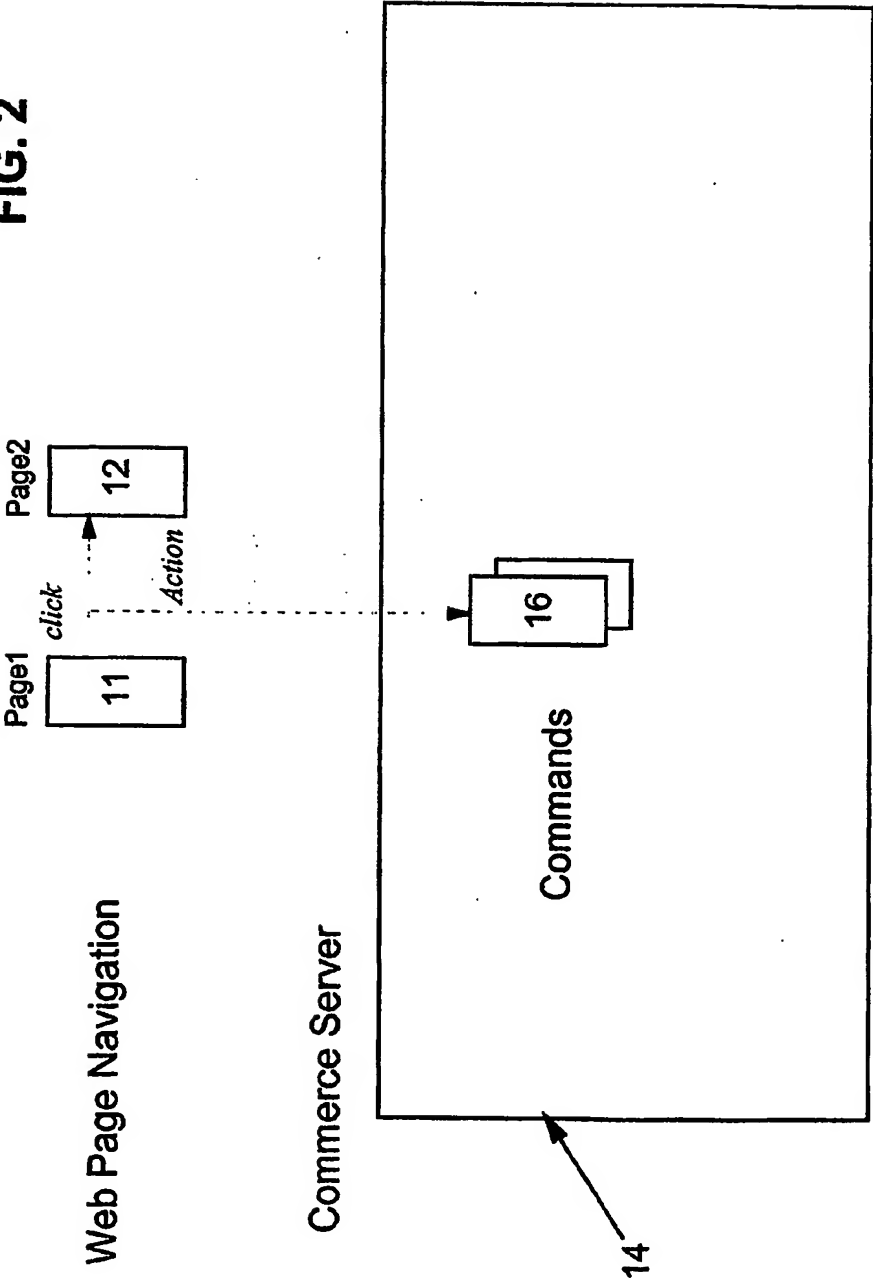 FIG. 2
Page1
Page2
Web Page Navigation
11
click
12
Action
Commerce Server
Commands
16
14